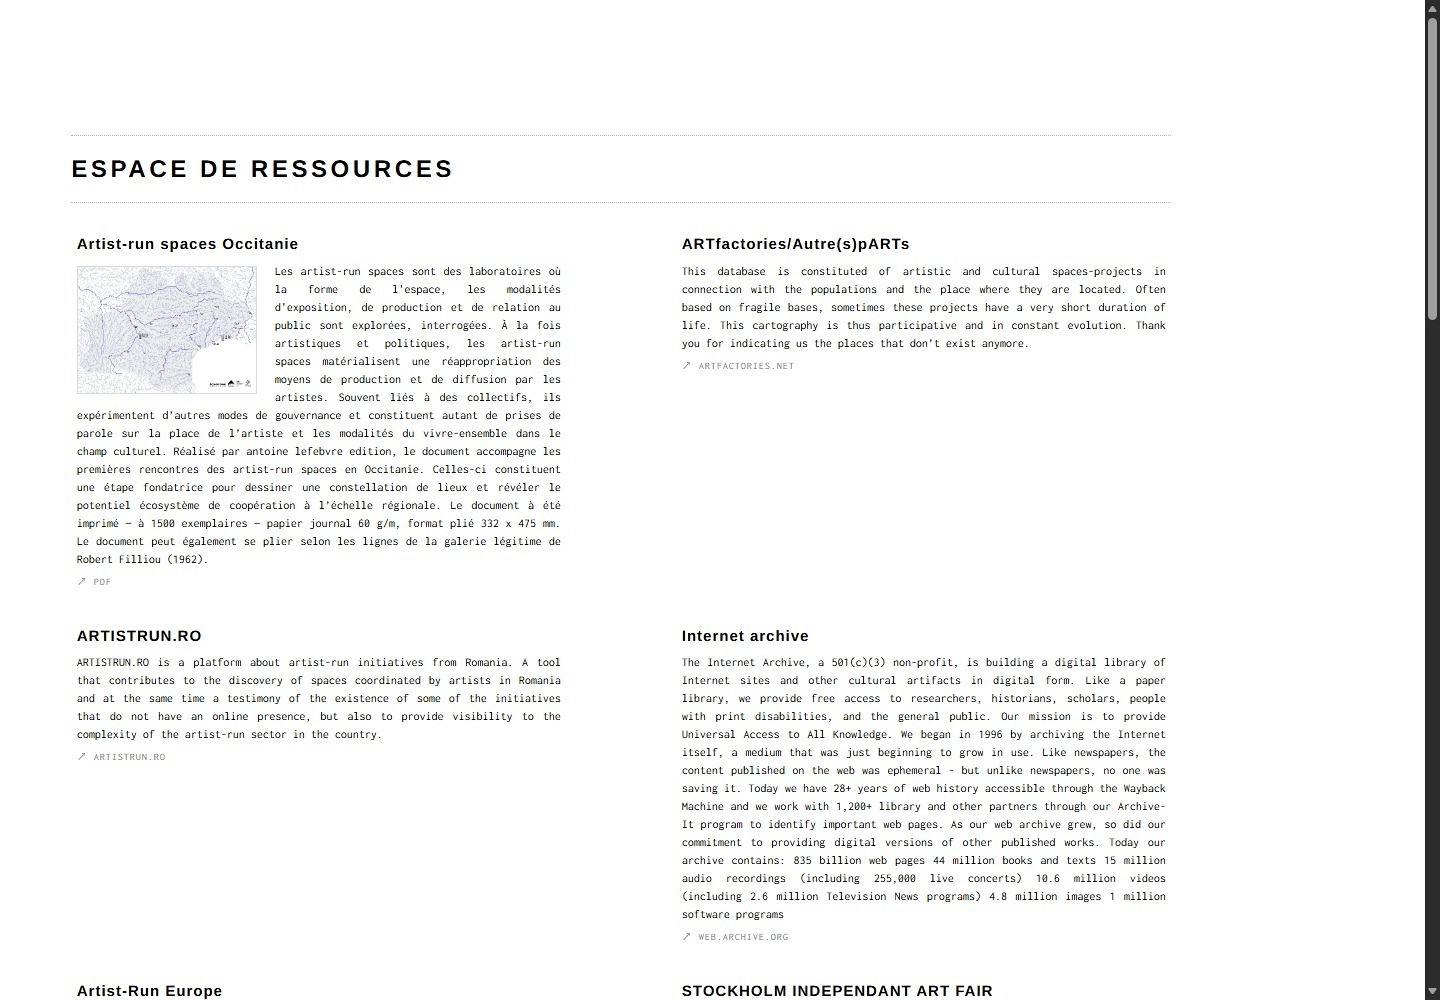 ESPACE DE RESSOURCES
Artist-run spaces Occitanie
Les artist-run spaces sont des laboratoires où
la forme de l'espace, les modalités
d'exposition, de production et de relation au
public sont explorées, interrogées. À la fois
artistiques et politiques, les artist-run
spaces matérialisent une réappropriation des
moyens de production et de diffusion par les
artistes. Souvent liés à des collectifs, ils
expérimentent d’autres modes de gouvernance et constituent autant de prises de
parole sur la place de l’artiste et les modalités du vivre-ensemble dans le
champ culturel. Réalisé par antoine lefebvre edition, le document accompagne les
premières rencontres des artist-run spaces en Occitanie. Celles-ci constituent
une étape fondatrice pour dessiner une constellation de lieux et révéler le
potentiel écosystème de coopération à l’échelle régionale. Le document à été
imprimé – à 1500 exemplaires – papier journal 60 g/m, format plié 332 x 475 mm.
Le document peut également se plier selon les lignes de la galerie légitime de
Robert Filliou (1962).
↗ PDF
ARTfactories/Autre(s)pARTs
This database is constituted of artistic and cultural spaces-projects in
connection with the populations and the place where they are located. Often
based on fragile bases, sometimes these projects have a very short duration of
life. This cartography is thus participative and in constant evolution. Thank
you for indicating us the places that don’t exist anymore.
↗ ARTFACTORIES.NET
ARTISTRUN.RO
ARTISTRUN.RO is a platform about artist-run initiatives from Romania. A tool
that contributes to the discovery of spaces coordinated by artists in Romania
and at the same time a testimony of the existence of some of the initiatives
that do not have an online presence, but also to provide visibility to the
complexity of the artist-run sector in the country.
↗ ARTISTRUN.RO
Internet archive
The Internet Archive, a 501(c)(3) non-profit, is building a digital library of
Internet sites and other cultural artifacts in digital form. Like a paper
library, we provide free access to researchers, historians, scholars, people
with print disabilities, and the general public. Our mission is to provide
Universal Access to All Knowledge. We began in 1996 by archiving the Internet
itself, a medium that was just beginning to grow in use. Like newspapers, the
content published on the web was ephemeral - but unlike newspapers, no one was
saving it. Today we have 28+ years of web history accessible through the Wayback
Machine and we work with 1,200+ library and other partners through our Archive-
It program to identify important web pages. As our web archive grew, so did our
commitment to providing digital versions of other published works. Today our
archive contains: 835 billion web pages 44 million books and texts 15 million
audio recordings (including 255,000 live concerts) 10.6 million videos
(including 2.6 million Television News programs) 4.8 million images 1 million
software programs
↗ WEB.ARCHIVE.ORG
Artist-Run Europe
STOCKHOLM INDEPENDANT ART FAIR